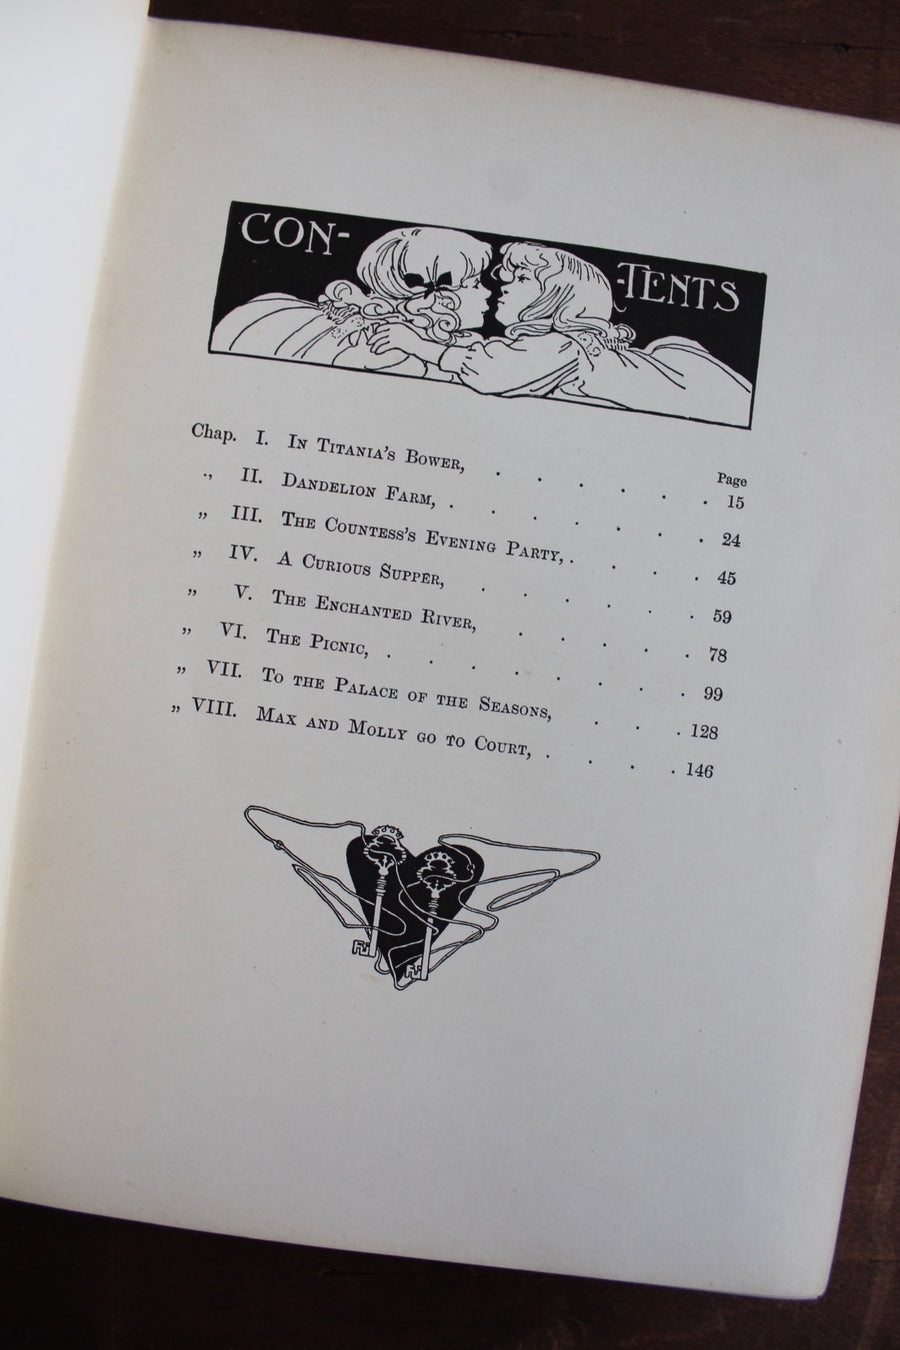 CON-
-TENTS
Page
Chap. I. In Titania's Bower, . . . . . . 15
„ II. Dandelion Farm, . . . . . . . 24
„ III. The Countess's Evening Party, . . . . 45
„ IV. A Curious Supper, . . . . . . 59
„ V. The Enchanted River, . . . . . 78
„ VI. The Picnic, . . . . . . . . 99
„ VII. To the Palace of the Seasons, . . . 128
„ VIII. Max and Molly go to Court, . . . . 146